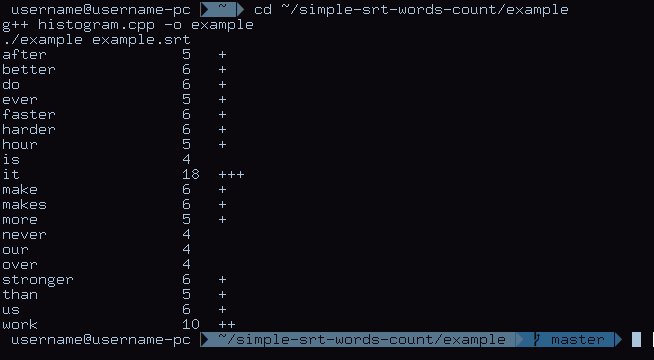 username@username-pc ~ cd ~/simple-srt-words-count/example
g++ histogram.cpp -o example
./example example.srt
after 5 +
better 6 +
do 6 +
ever 5 +
faster 6 +
harder 6 +
hour 5 +
is 4
it 18 +++
make 6 +
makes 6 +
more 5 +
never 4
our 4
over 4
stronger 6 +
than 5 +
us 6 +
work 10 ++
username@username-pc ~/simple-srt-words-count/example master